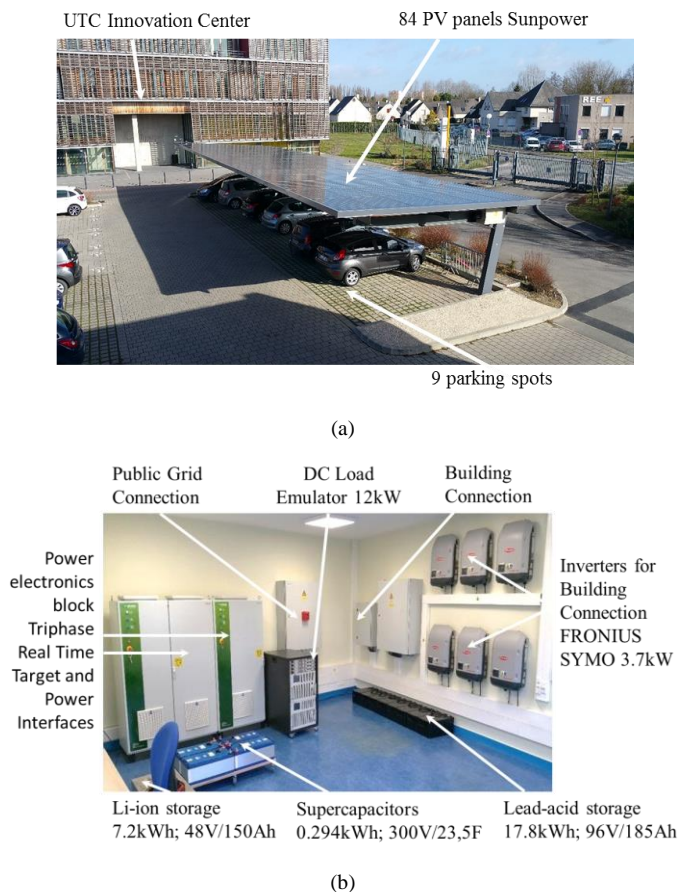 UTC Innovation Center
84 PV panels Sunpower
REE
9 parking spots
(a)
Public Grid
Connection
DC Load
Emulator 12kW
Building
Connection
Power
electronics
block
Triphase
Real Time
Target and
Power
Interfaces
Inverters for
Building
Connection
FRONIUS
SYMO 3.7kW
Li-ion storage
7.2kWh; 48V/150Ah
Supercapacitors
0.294kWh; 300V/23,5F
Lead-acid storage
17.8kWh; 96V/185Ah
(b)